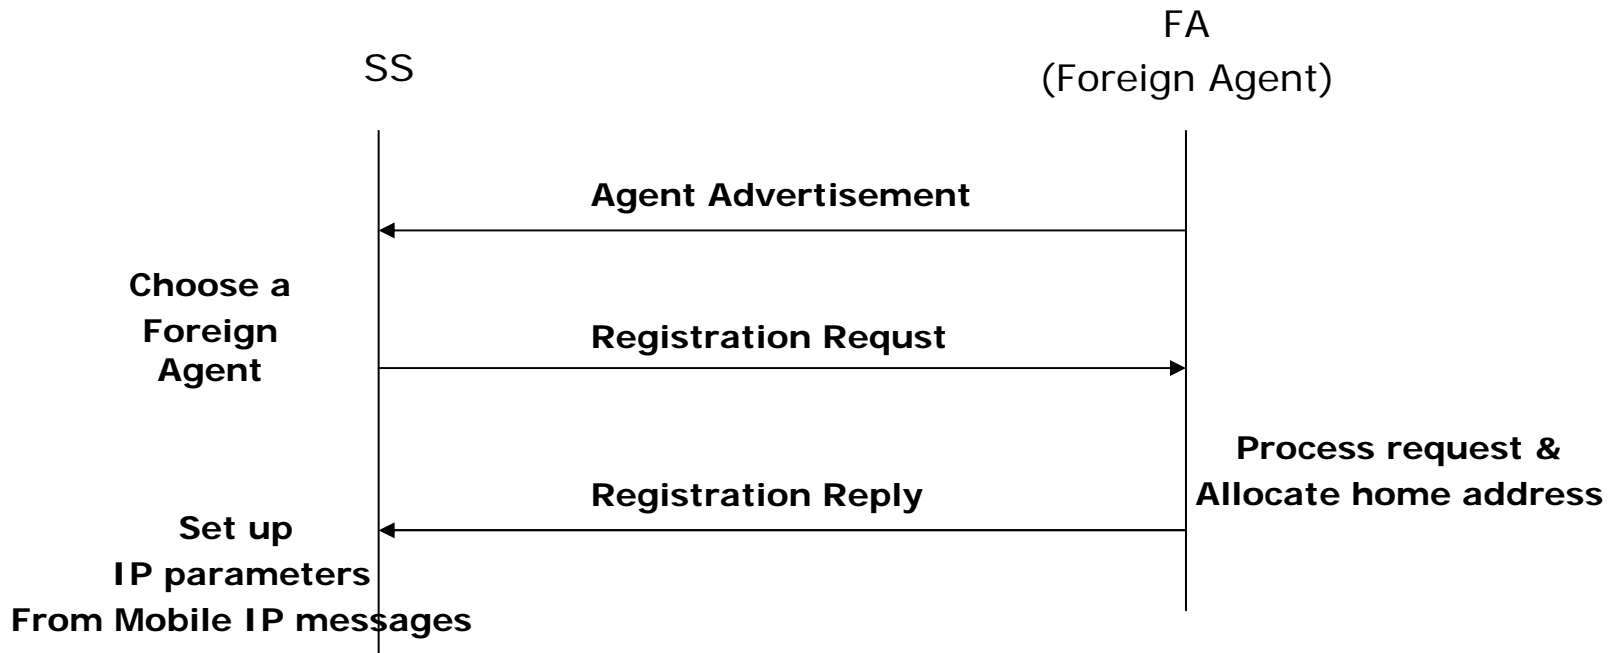 FA
SS
(Foreign Agent)
Agent Advertisement
Choose a
Foreign
Agent
Registration Requst
Process request &
Allocate home address
Registration Reply
Set up
IP parameters
From Mobile IP messages